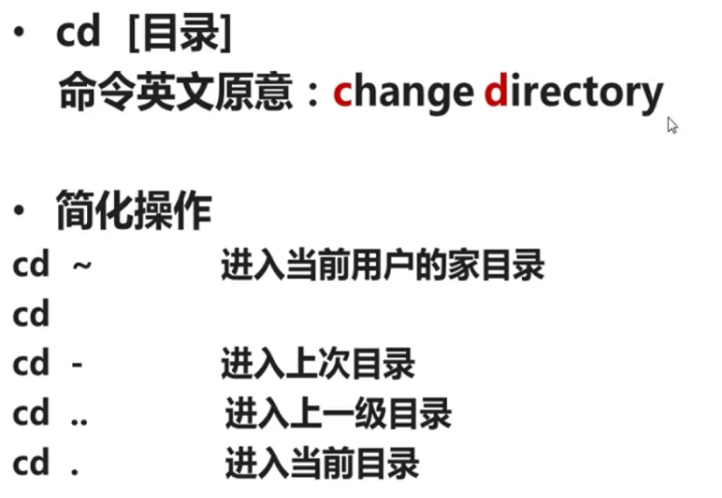 • cd [目录]
命令英文原意：change directory
• 简化操作
cd ~ 进入当前用户的家目录
cd
cd - 进入上次目录
cd .. 进入上一级目录
cd . 进入当前目录